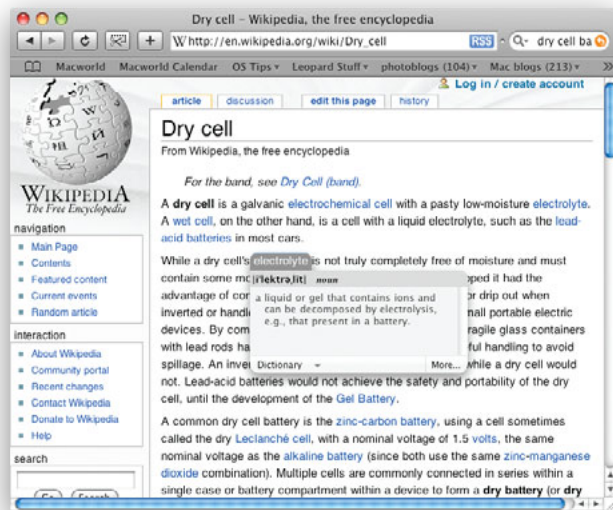 Dry cell – Wikipedia, the free encyclopedia
W http://en.wikipedia.org/wiki/Dry_cell RSS Q- dry cell ba
Macworld Macworld Calendar OS Tips Leopard Stuff photoblogs (104) Mac blogs (213) »
Log in / create account
article discussion edit this page history
WIKIPEDIA
The Free Encyclopedia
navigation
Main Page
Contents
Featured content
Current events
Random article
interaction
About Wikipedia
Community portal
Recent changes
Contact Wikipedia
Donate to Wikipedia
Help
search
Go Search
Dry cell
From Wikipedia, the free encyclopedia
For the band, see Dry Cell (band).
A dry cell is a galvanic electrochemical cell with a pasty low-moisture electrolyte.
A wet cell, on the other hand, is a cell with a liquid electrolyte, such as the lead-
acid batteries in most cars.
While a dry cell's electrolyte is not truly completely free of moisture and must
contain some mo ped it had the
advantage of con or drip out when
inverted or handle mall portable electric
devices. By com ragile glass containers
with lead rods ha ful handling to avoid
spillage. An inver while a dry cell would
not. Lead-acid batteries would not achieve the safety and portability of the dry
cell, until the development of the Gel Battery.
A common dry cell battery is the zinc-carbon battery, using a cell sometimes
called the dry Leclanché cell, with a nominal voltage of 1.5 volts, the same
nominal voltage as the alkaline battery (since both use the same zinc-manganese
dioxide combination). Multiple cells are commonly connected in series within a
single case or battery compartment within a device to form a dry battery (or dry
|iˈlektrəˌlīt| noun
a liquid or gel that contains ions and
can be decomposed by electrolysis,
e.g., that present in a battery.
Dictionary More...